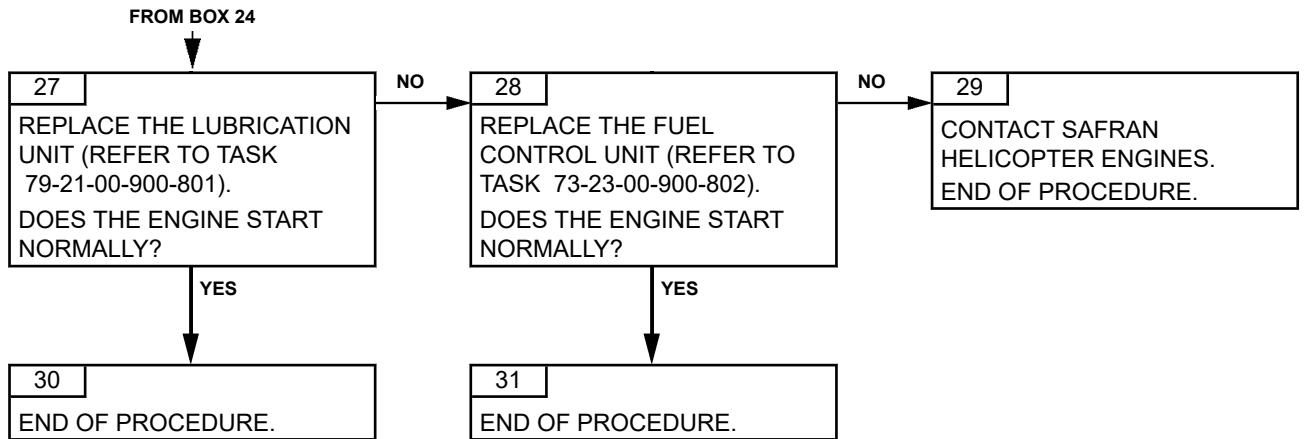 FROM BOX 24
27
REPLACE THE LUBRICATION
UNIT (REFER TO TASK
79-21-00-900-801).
DOES THE ENGINE START
NORMALLY?
NO
28
REPLACE THE FUEL
CONTROL UNIT (REFER TO
TASK 73-23-00-900-802).
DOES THE ENGINE START
NORMALLY?
NO
29
CONTACT SAFRAN
HELICOPTER ENGINES.
END OF PROCEDURE.
YES
YES
30
END OF PROCEDURE.
31
END OF PROCEDURE.